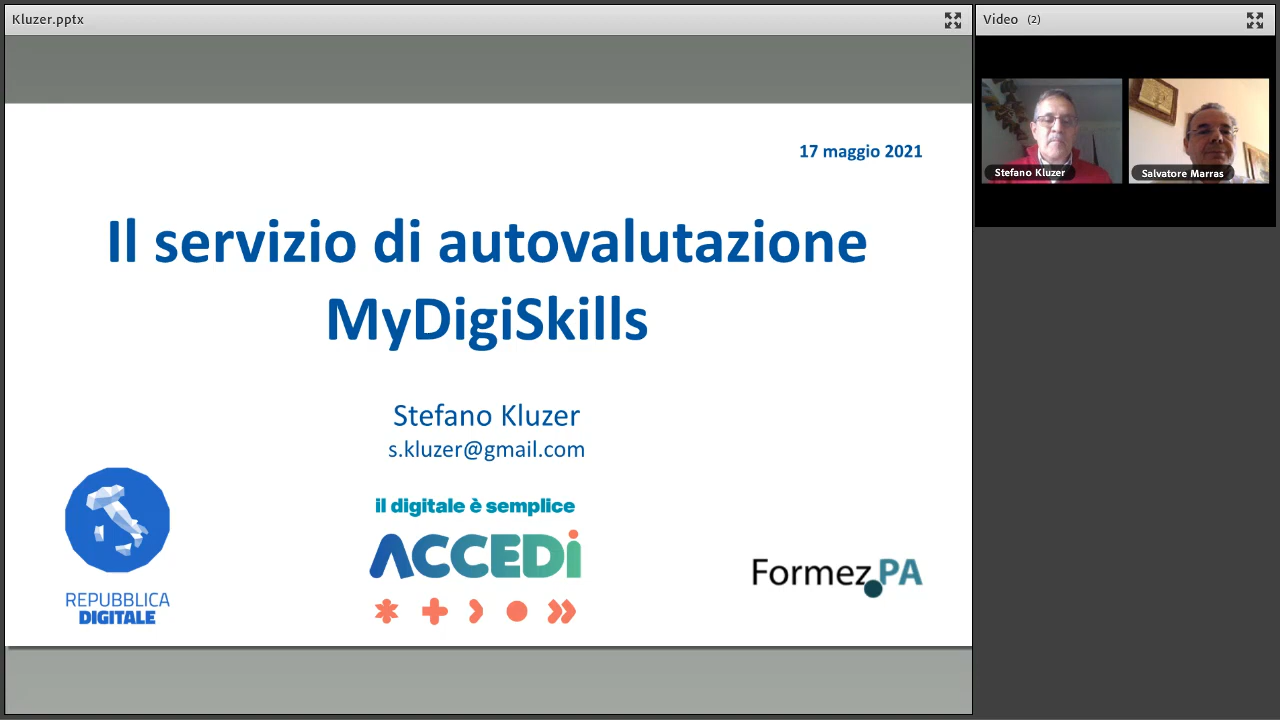 Kluzer.pptx
Video (2)
Stefano Kluzer
Salvatore Marras
17 maggio 2021
Il servizio di autovalutazione
MyDigiSkills
Stefano Kluzer
s.kluzer@gmail.com
il digitale è semplice
ACCEDi
REPUBBLICA
DIGITALE
Formez PA